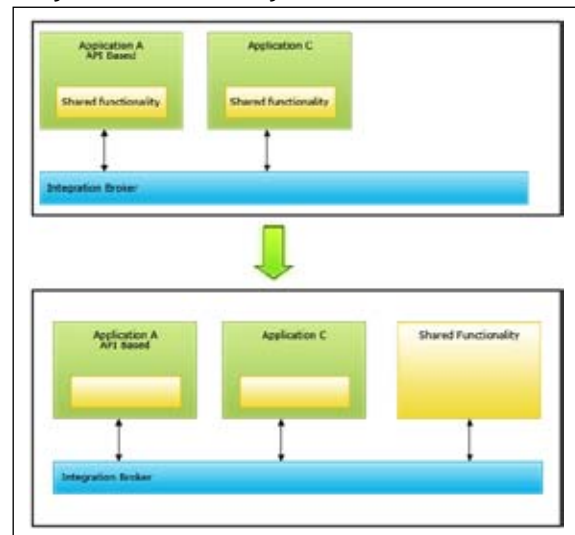 Application A
API Based
Application C
Shared functionality
Shared functionality
Integration Broker
Application A
API Based
Application C
Shared Functionality
Integration Broker